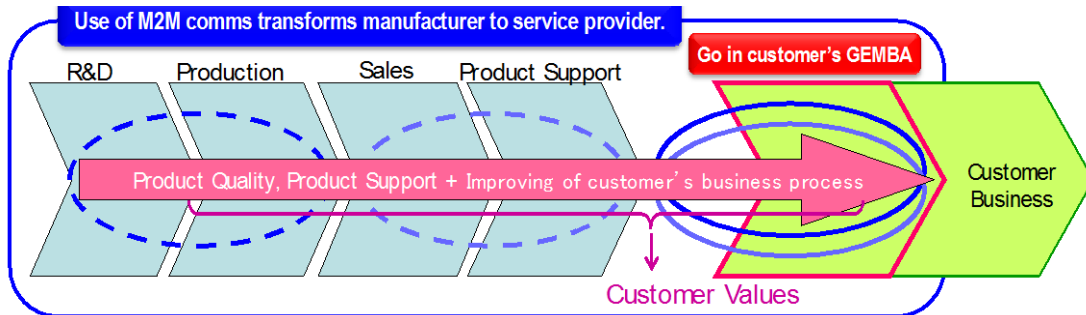 Use of M2M comms transforms manufacturer to service provider.
Go in customer's GEMBA
R&D
Production
Sales
Product Support
Product Quality, Product Support + Improving of customer's business process
Customer
Business
Customer Values